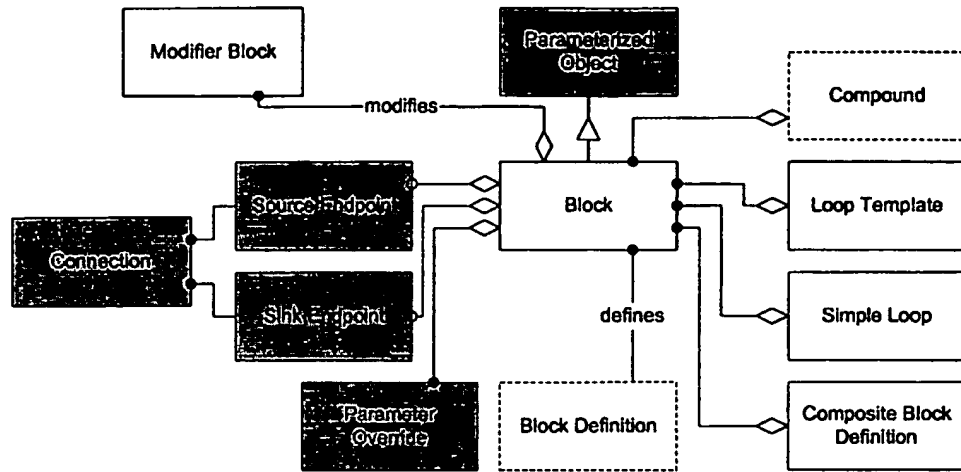 Modifier Block
Parameterized
Object
Compound
modifies
Source Endpoint
Block
Loop Template
Connection
Sink Endpoint
defines
Simple Loop
Parameter
Override
Block Definition
Composite Block
Definition